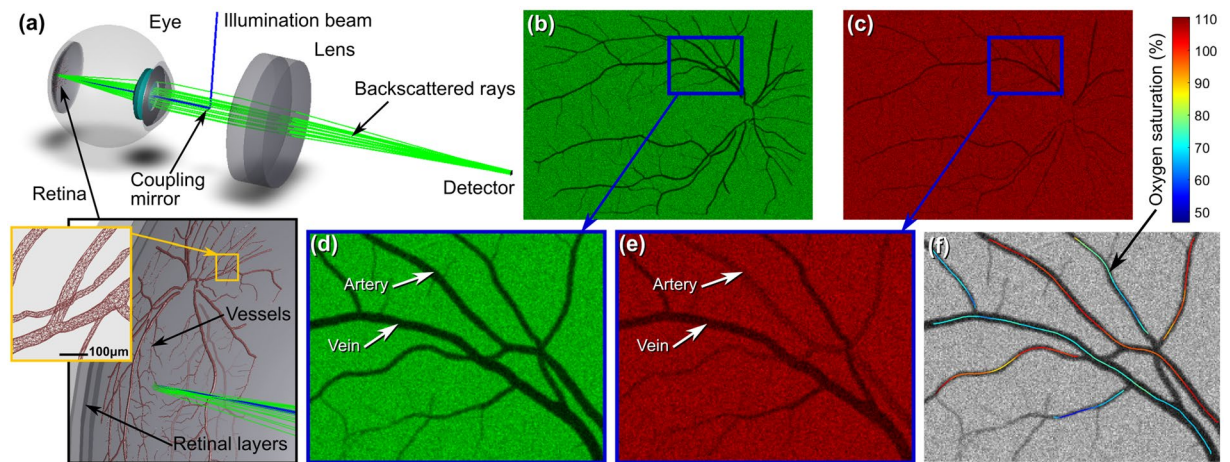 (a)
Eye
Illumination beam
Lens
Backscattered rays
Retina
Coupling
mirror
Detector
100µm
Vessels
Retinal layers
(b)
(c)
Oxygen saturation (%)
110
100
90
80
70
60
50
(d)
Artery
Vein
(e)
Artery
Vein
(f)